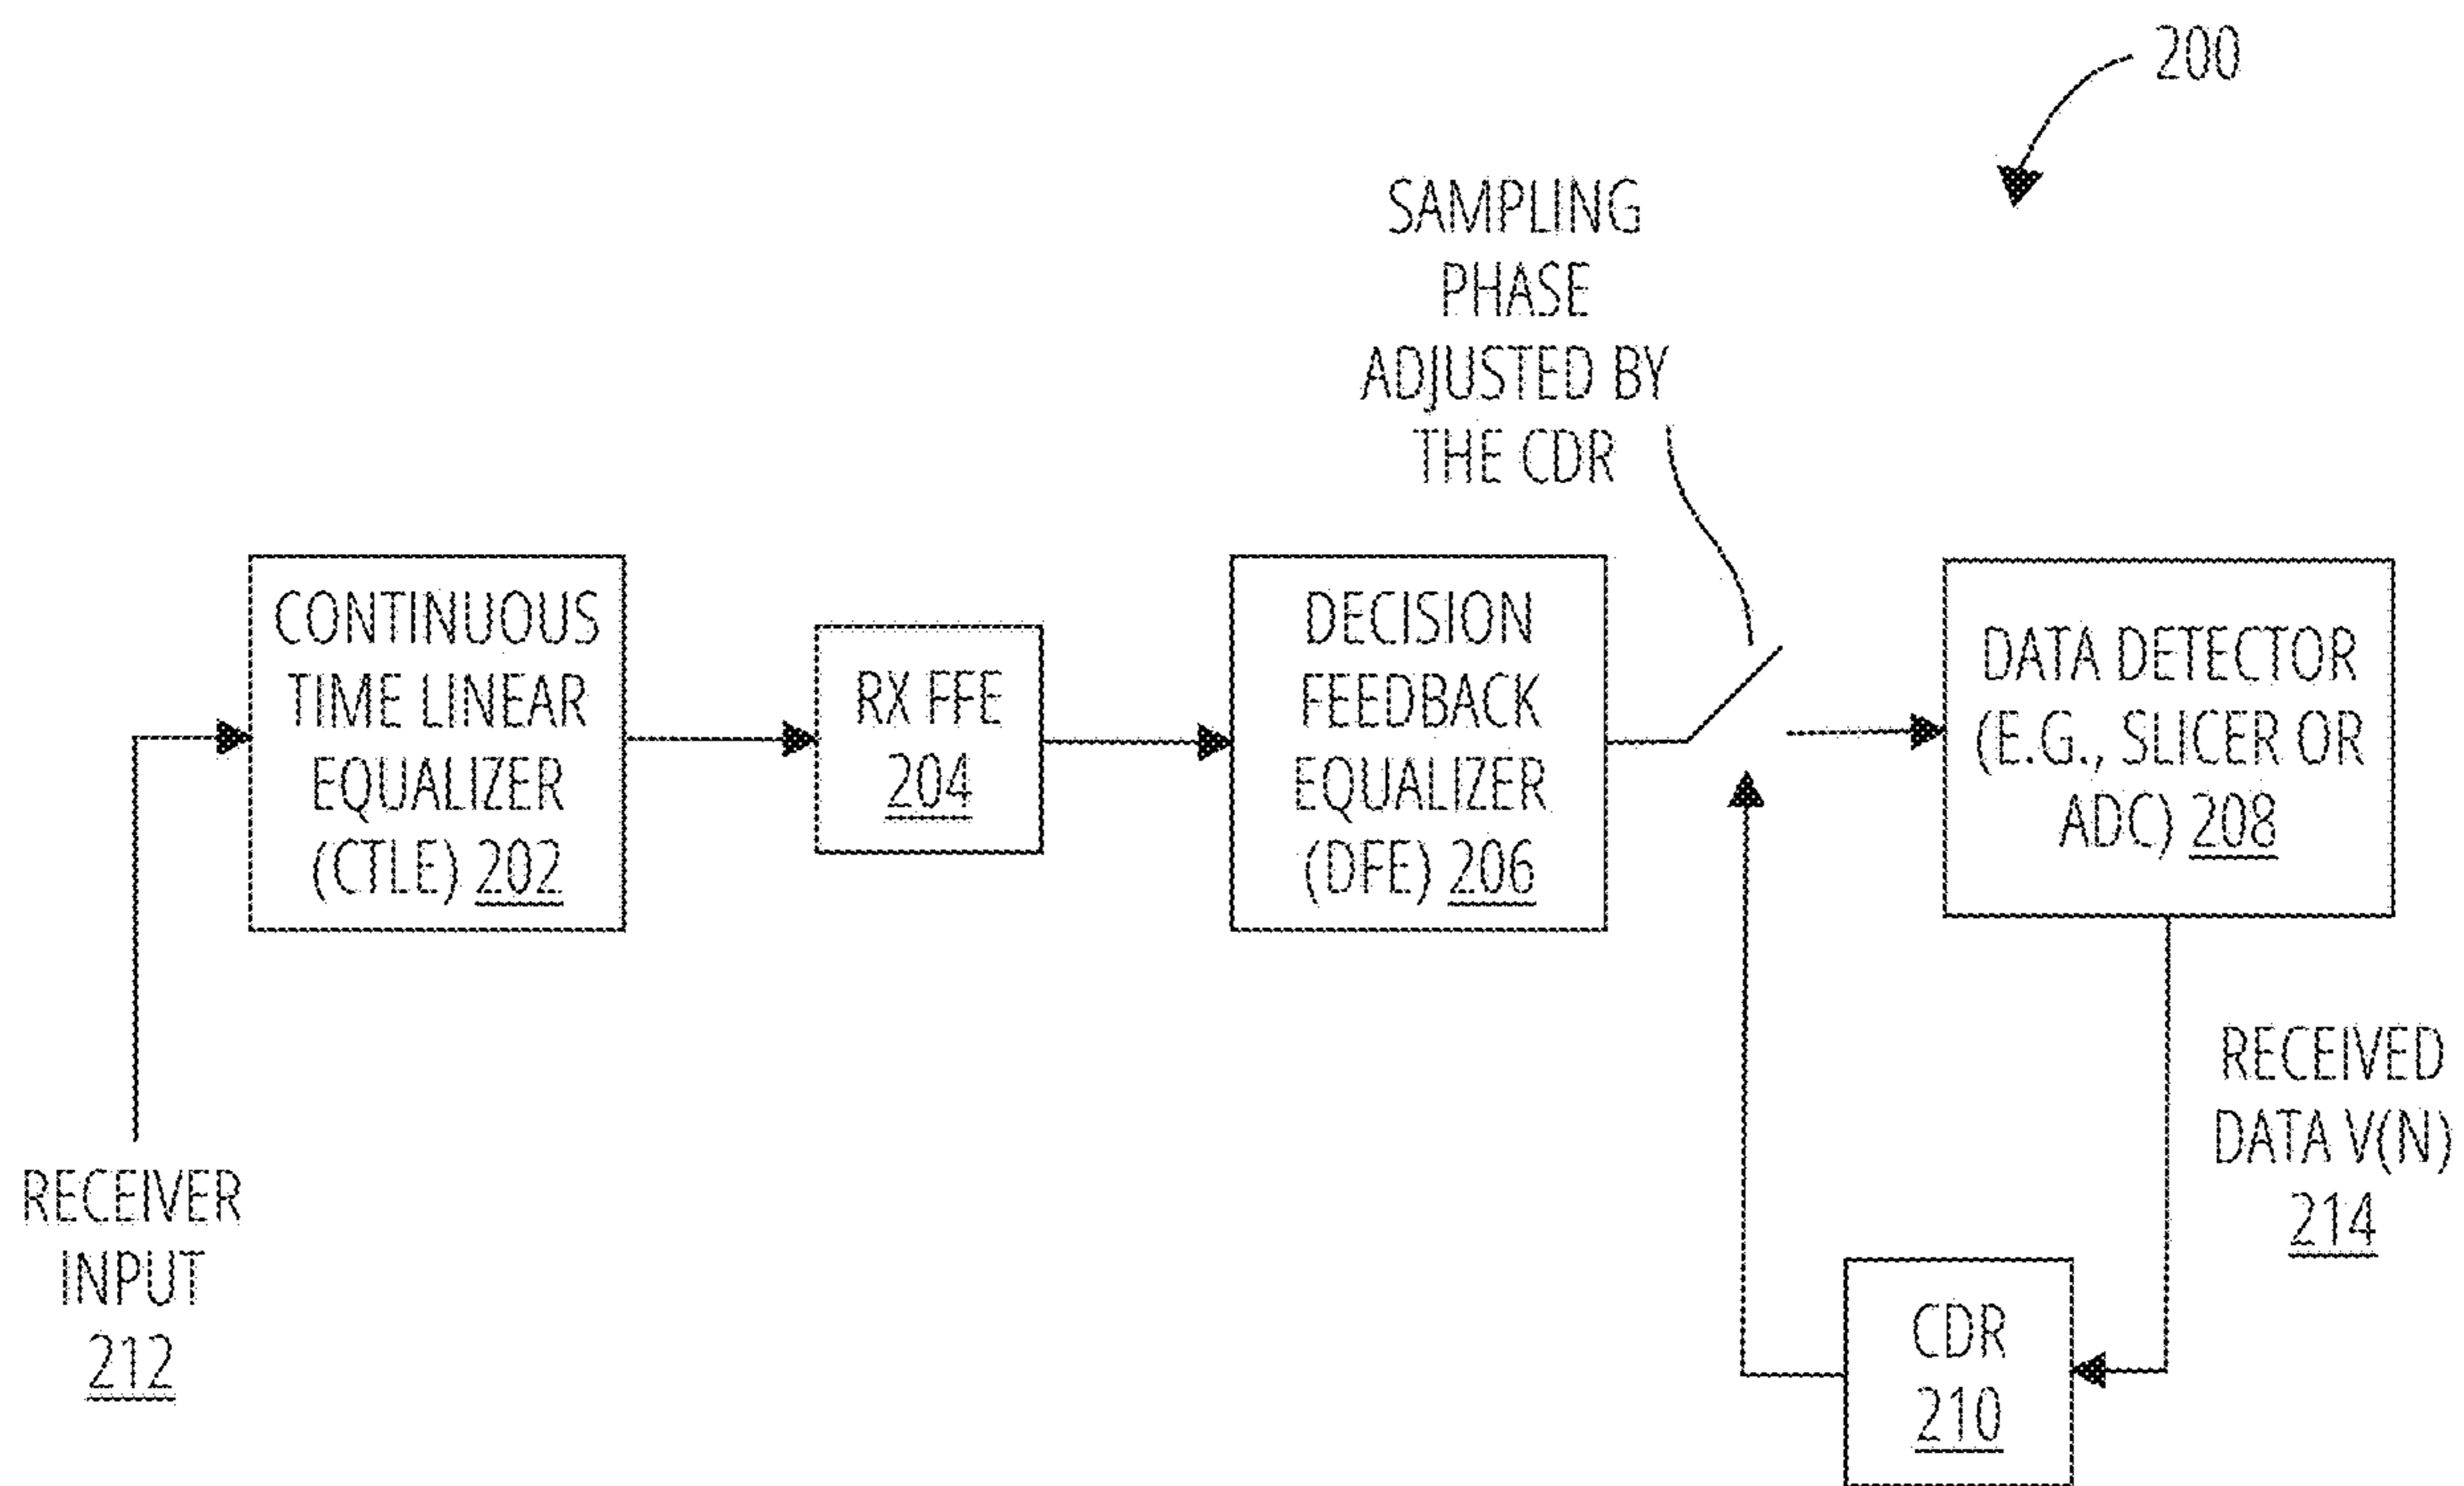 200
SAMPLING
PHASE
ADJUSTED BY
THE CDR
CONTINUOUS
TIME LINEAR
EQUALIZER
(CTLE) 202
RX FFE
204
DECISION
FEEDBACK
EQUALIZER
(DFE) 206
DATA DETECTOR
(E.G., SLICER OR
ADC) 208
RECEIVED
DATA V(N)
214
RECEIVER
INPUT
212
CDR
210